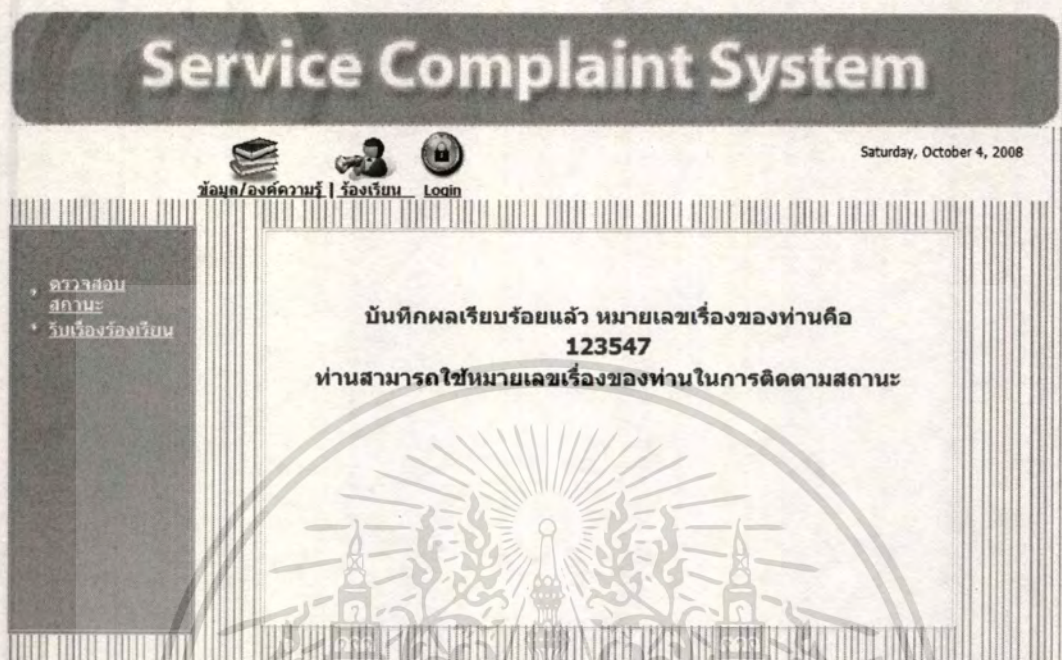 Service Complaint System
Saturday, October 4, 2008
ข้อมูล/องค์ความรู้ | ร้องเรียน Login
ตรวจสอบ
สถานะ
รับเรื่องร้องเรียน
บันทึกผลเรียบร้อยแล้ว หมายเลขเรื่องของท่านคือ
123547
ท่านสามารถใช้หมายเลขเรื่องของท่านในการติดตามสถานะ